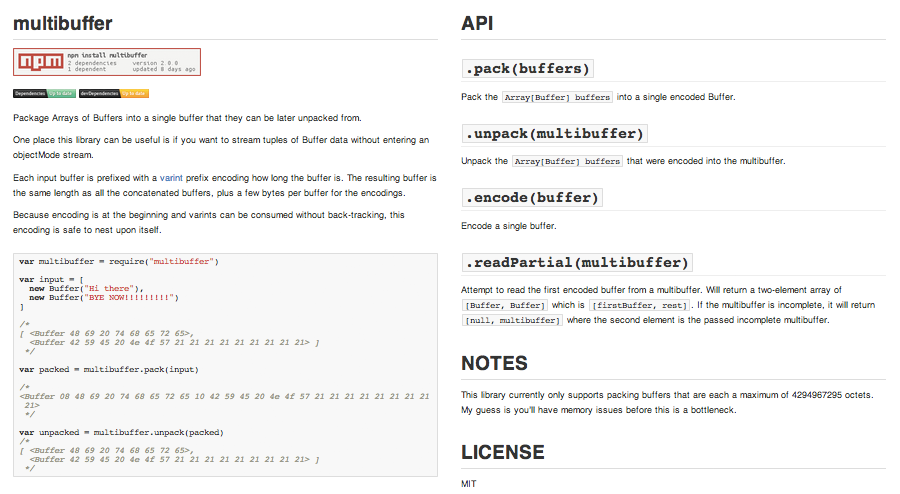 multibuffer
npm
npm install multibuffer
2 dependencies version 2.0.0
1 dependent updated 0 days ago
Dependencies up to date devDependencies up to date
Package Arrays of Buffers into a single buffer that they can be later unpacked from.
One place this library can be useful is if you want to stream tuples of Buffer data without entering an
objectMode stream.
Each input buffer is prefixed with a varint prefix encoding how long the buffer is. The resulting buffer is
the same length as all the concatenated buffers, plus a few bytes per buffer for the encodings.
Because encoding is at the beginning and varints can be consumed without back-tracking, this
encoding is safe to nest upon itself.
var multibuffer = require("multibuffer")
var input = [
new Buffer("Hi there"),
new Buffer("BYE NOW!!!!!!!!!")
]
/*
[ <Buffer 48 69 20 74 68 65 72 65>,
<Buffer 42 59 45 20 4e 4f 57 21 21 21 21 21 21 21 21 21> ]
*/
var packed = multibuffer.pack(input)
/*
<Buffer 08 48 69 20 74 68 65 72 65 10 42 59 45 20 4e 4f 57 21 21 21 21 21 21 21 21
21>
*/
var unpacked = multibuffer.unpack(packed)
/*
[ <Buffer 48 69 20 74 68 65 72 65>,
<Buffer 42 59 45 20 4e 4f 57 21 21 21 21 21 21 21 21 21> ]
*/
API
.pack(buffers)
Pack the Array[Buffer] buffers into a single encoded Buffer.
.unpack(multibuffer)
Unpack the Array[Buffer] buffers that were encoded into the multibuffer.
.encode(buffer)
Encode a single buffer.
.readPartial(multibuffer)
Attempt to read the first encoded buffer from a multibuffer. Will return a two-element array of
[Buffer, Buffer] which is [firstBuffer, rest]. If the multibuffer is incomplete, it will return
[null, multibuffer] where the second element is the passed incomplete multibuffer.
NOTES
This library currently only supports packing buffers that are each a maximum of 4294967295 octets.
My guess is you'll have memory issues before this is a bottleneck.
LICENSE
MIT